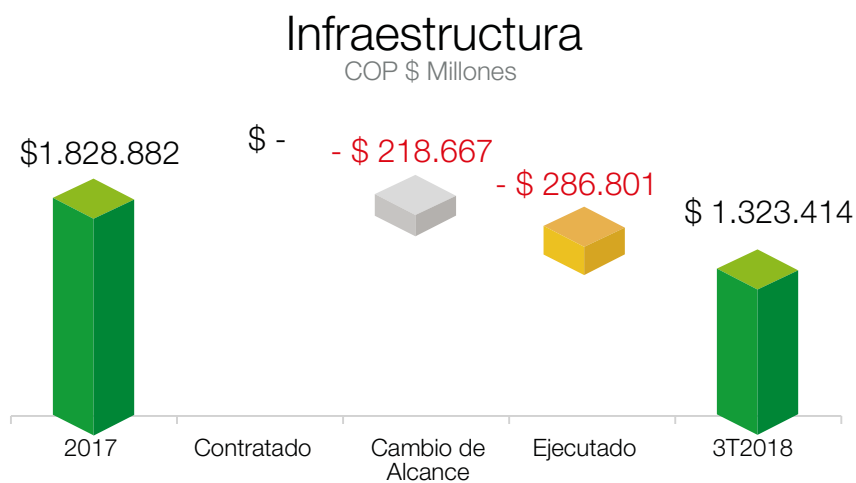 Infraestructura
COP $ Millones
$1.828.882
$ -
- $ 218.667
- $ 286.801
$ 1.323.414
2017
Contratado
Cambio de
Alcance
Ejecutado
3T2018